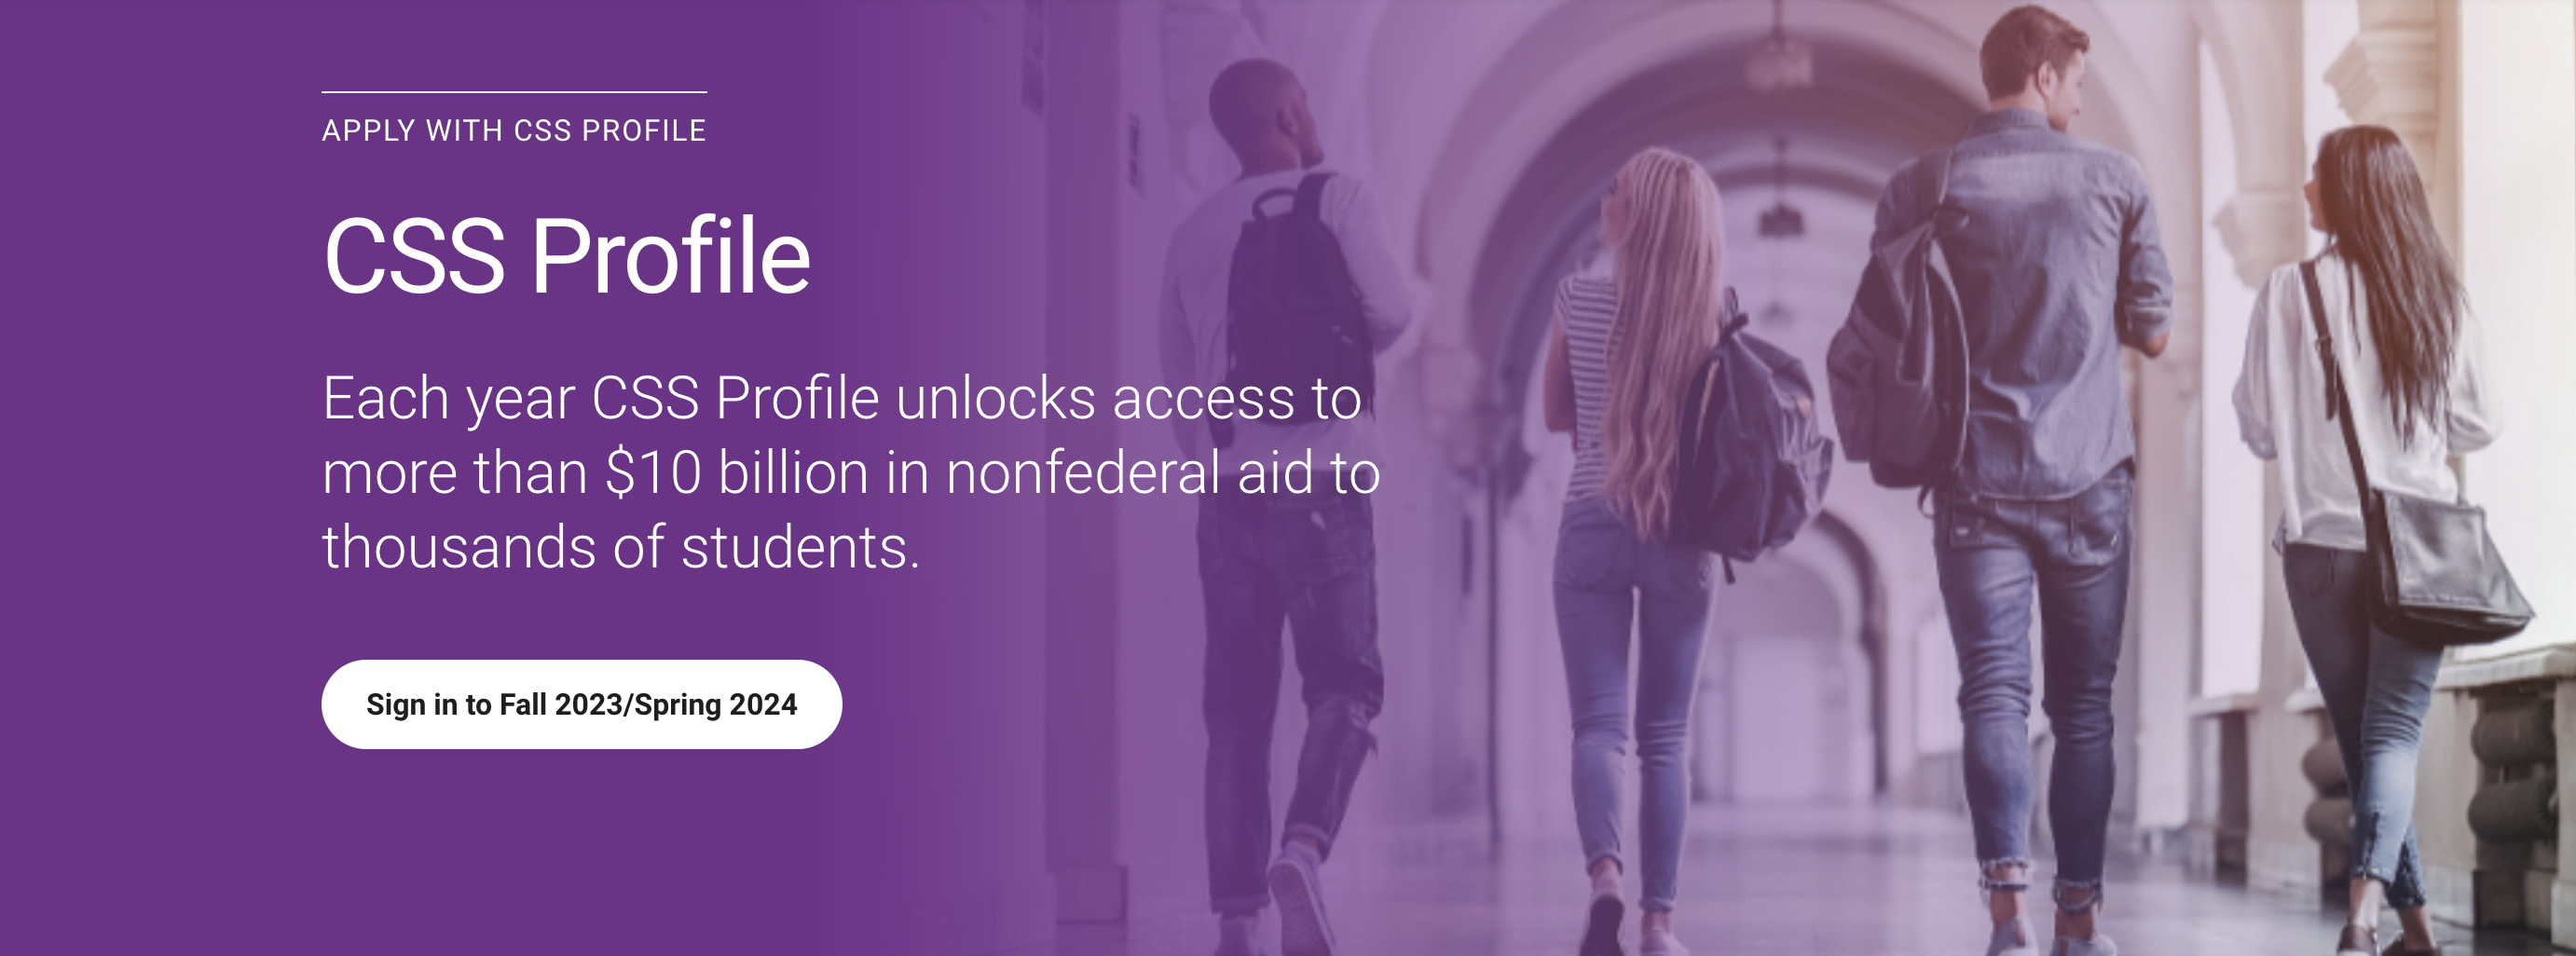 APPLY WITH CSS PROFILE
CSS Profile
Each year CSS Profile unlocks access to
more than $10 billion in nonfederal aid to
thousands of students.
Sign in to Fall 2023/Spring 2024